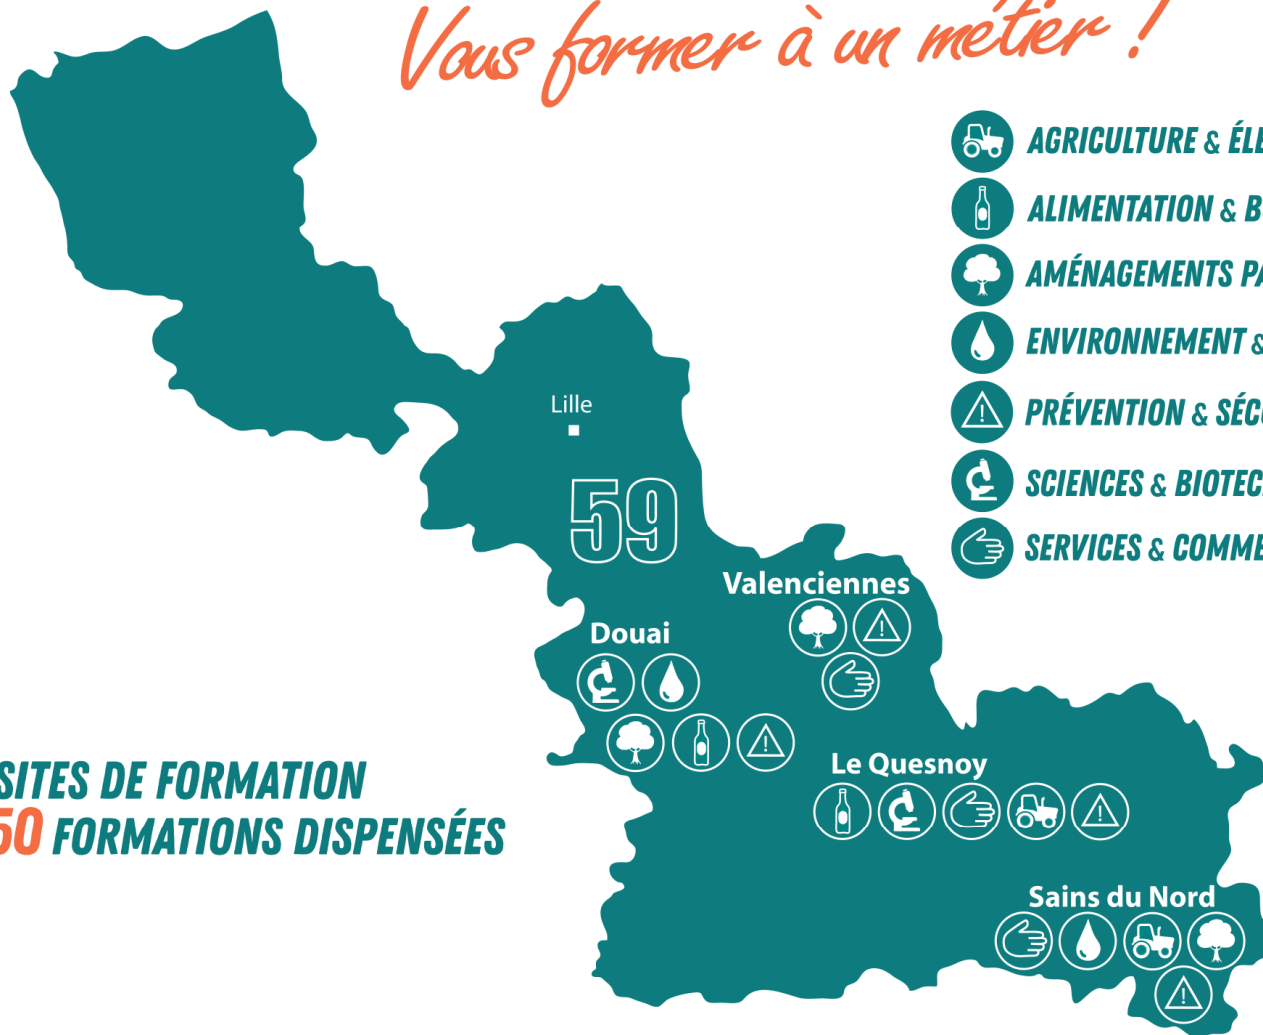 Vous former à un métier !
AGRICULTURE & ÉLE
ALIMENTATION & B
AMÉNAGEMENTS PA
ENVIRONNEMENT &
PRÉVENTION & SÉC
SCIENCES & BIOTEC
SERVICES & COMME
Lille
59
Valenciennes
Douai
Le Quesnoy
SITES DE FORMATION
50 FORMATIONS DISPENSÉES
Sains du Nord